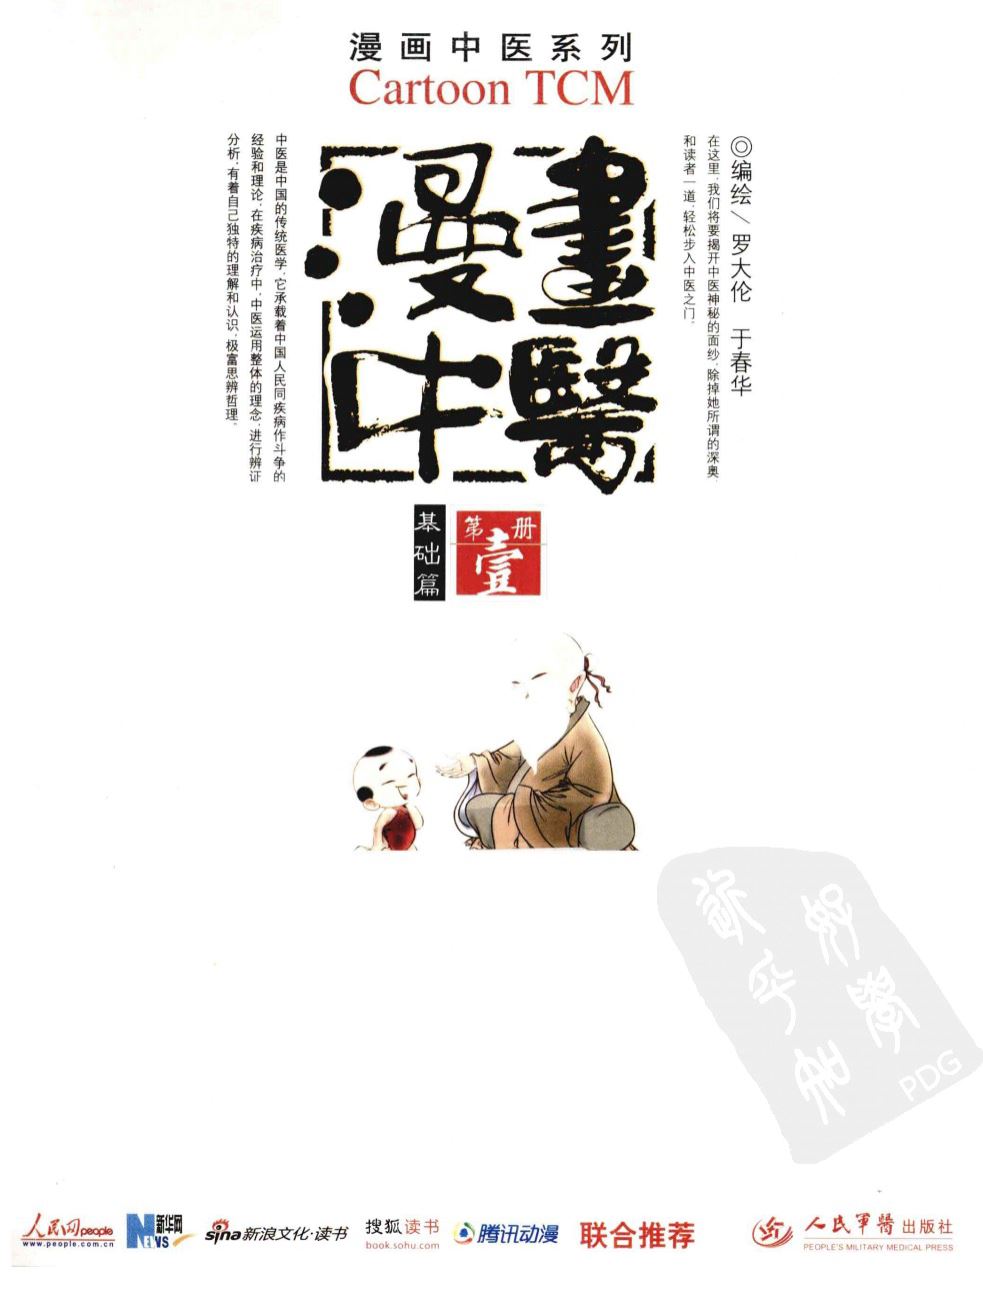 漫画中医系列
Cartoon TCM
◎编绘／罗大伦 于春华
在这里,我们将要揭开中医神秘的面纱,除掉她所谓的深奥,
和读者一道,轻松步入中医之门。
漫畫
中醫
中医是中国的传统医学,它承载着中国人民同疾病作斗争的
经验和理论,在疾病治疗中,中医运用整体的理念,进行辨证
分析,有着自己独特的理解和认识,极富思辨哲理。
基础篇
第壹册
好学
PDG
人民网 people
www.people.com.cn
新华网
NEWS
sina新浪文化·读书
搜狐读书
book.sohu.com
腾讯动漫
联合推荐
人民军醫出版社
PEOPLE'S MILITARY MEDICAL PRESS